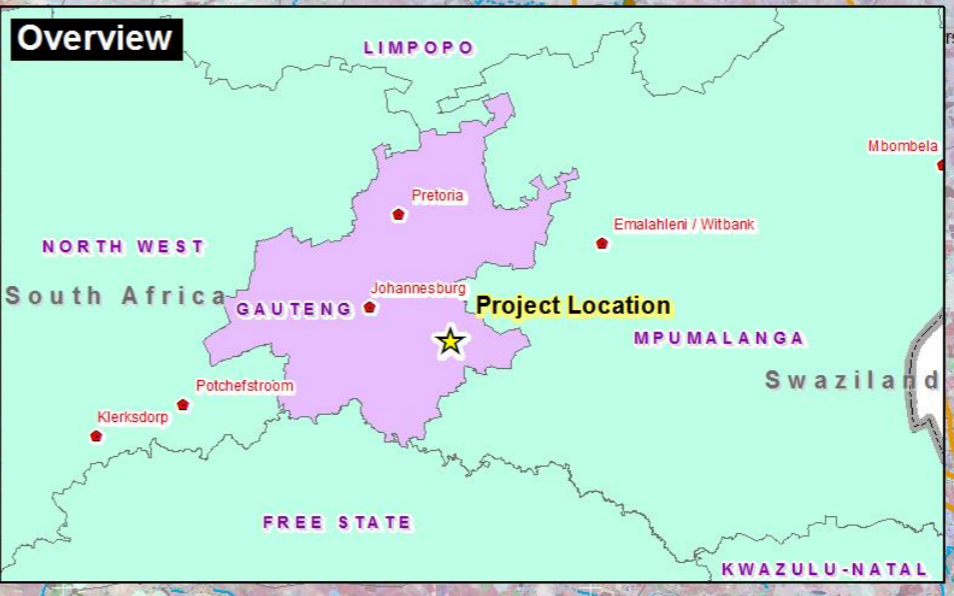 Overview
LIMPOPO
Mbombela
Pretoria
Emalahleni / Witbank
NORTH WEST
South Africa
Johannesburg
GAUTENG
Project Location
MPUMALANGA
Swaziland
Potchefstroom
Klerksdorp
FREE STATE
KWAZULU-NATAL